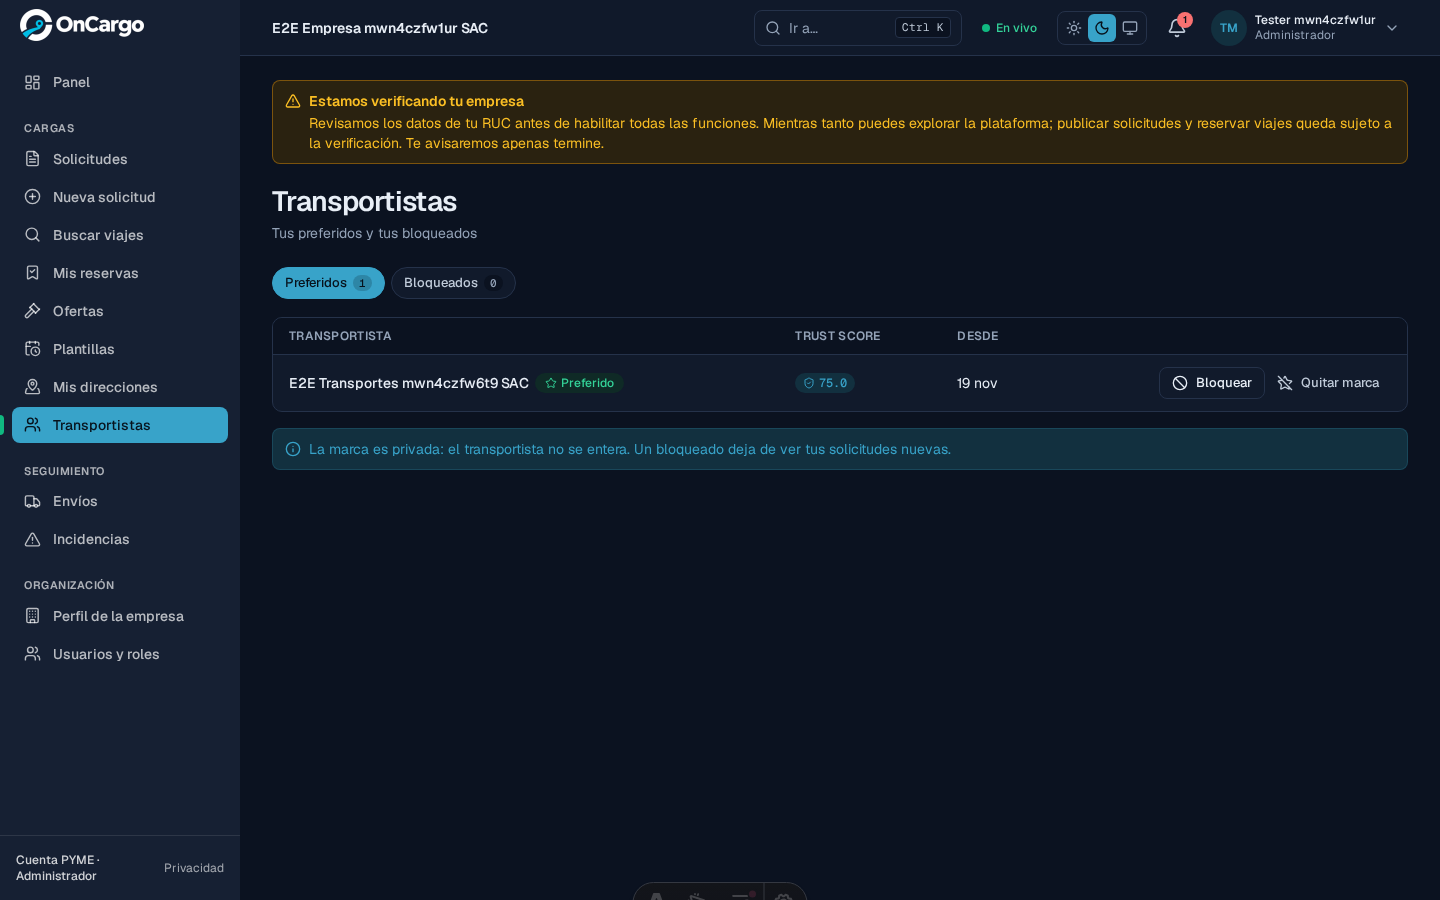 OnCargo
E2E Empresa mwn4czfw1ur SAC
Ir a...
Ctrl K
En vivo
1
TM
Tester mwn4czfw1ur
Administrador
Panel
CARGAS
Solicitudes
Nueva solicitud
Buscar viajes
Mis reservas
Ofertas
Plantillas
Mis direcciones
Transportistas
SEGUIMIENTO
Envíos
Incidencias
ORGANIZACIÓN
Perfil de la empresa
Usuarios y roles
Cuenta PYME ·
Administrador
Privacidad
Estamos verificando tu empresa
Revisamos los datos de tu RUC antes de habilitar todas las funciones. Mientras tanto puedes explorar la plataforma; publicar solicitudes y reservar viajes queda sujeto a
la verificación. Te avisaremos apenas termine.
Transportistas
Tus preferidos y tus bloqueados
Preferidos 1
Bloqueados 0
TRANSPORTISTA TRUST SCORE DESDE
E2E Transportes mwn4czfw6t9 SAC Preferido 75.0 19 nov Bloquear Quitar marca
La marca es privada: el transportista no se entera. Un bloqueado deja de ver tus solicitudes nuevas.